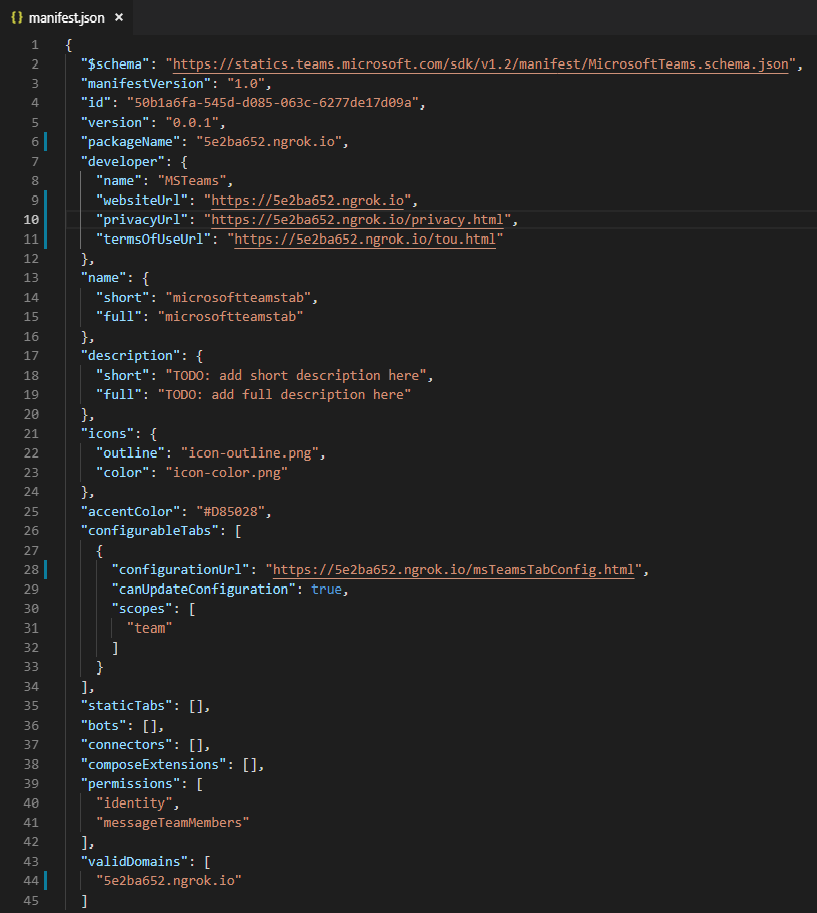 {} manifest.json ×
1 {
2 "$schema": "https://statics.teams.microsoft.com/sdk/v1.2/manifest/MicrosoftTeams.schema.json",
3 "manifestVersion": "1.0",
4 "id": "50b1a6fa-545d-d085-063c-6277de17d09a",
5 "version": "0.0.1",
6 "packageName": "5e2ba652.ngrok.io",
7 "developer": {
8 "name": "MSTeams",
9 "websiteUrl": "https://5e2ba652.ngrok.io",
10 "privacyUrl": "https://5e2ba652.ngrok.io/privacy.html",
11 "termsOfUseUrl": "https://5e2ba652.ngrok.io/tou.html"
12 },
13 "name": {
14 "short": "microsoftteamstab",
15 "full": "microsoftteamstab"
16 },
17 "description": {
18 "short": "TODO: add short description here",
19 "full": "TODO: add full description here"
20 },
21 "icons": {
22 "outline": "icon-outline.png",
23 "color": "icon-color.png"
24 },
25 "accentColor": "#D85028",
26 "configurableTabs": [
27 {
28 "configurationUrl": "https://5e2ba652.ngrok.io/msTeamsTabConfig.html",
29 "canUpdateConfiguration": true,
30 "scopes": [
31 "team"
32 ]
33 }
34 ],
35 "staticTabs": [],
36 "bots": [],
37 "connectors": [],
38 "composeExtensions": [],
39 "permissions": [
40 "identity",
41 "messageTeamMembers"
42 ],
43 "validDomains": [
44 "5e2ba652.ngrok.io"
45 ]